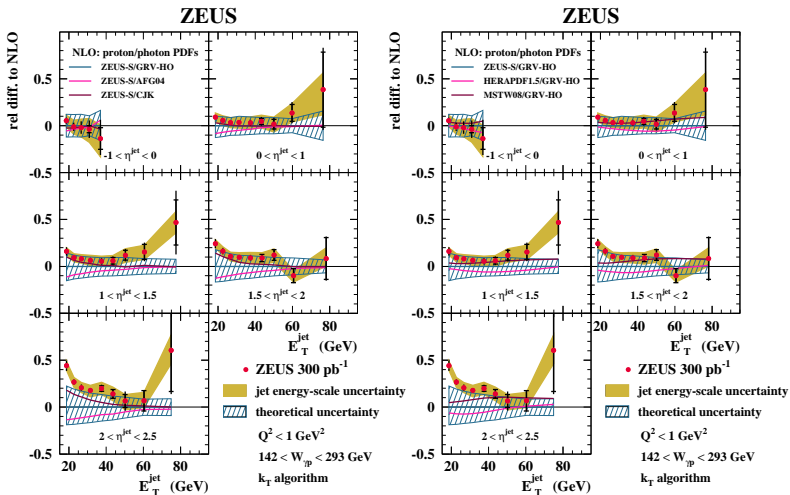 ZEUS
rel diff. to NLO
NLO: proton/photon PDFs
ZEUS-S/GRV-HO
ZEUS-S/AFG04
ZEUS-S/CJK
0.5
0
-0.5
-1 < η^jet < 0
0 < η^jet < 1
0.5
0
-0.5
1 < η^jet < 1.5
1.5 < η^jet < 2
0.5
0
-0.5
2 < η^jet < 2.5
20 40 60 80
E_T^jet (GeV)
20 40 60 80
E_T^jet (GeV)
ZEUS 300 pb^-1
jet energy-scale uncertainty
theoretical uncertainty
Q^2 < 1 GeV^2
142 < W_γp < 293 GeV
k_T algorithm
ZEUS
rel diff. to NLO
NLO: proton/photon PDFs
ZEUS-S/GRV-HO
HERAPDF1.5/GRV-HO
MSTW08/GRV-HO
0.5
0
-0.5
-1 < η^jet < 0
0 < η^jet < 1
0.5
0
-0.5
1 < η^jet < 1.5
1.5 < η^jet < 2
0.5
0
-0.5
2 < η^jet < 2.5
20 40 60 80
E_T^jet (GeV)
20 40 60 80
E_T^jet (GeV)
ZEUS 300 pb^-1
jet energy-scale uncertainty
theoretical uncertainty
Q^2 < 1 GeV^2
142 < W_γp < 293 GeV
k_T algorithm